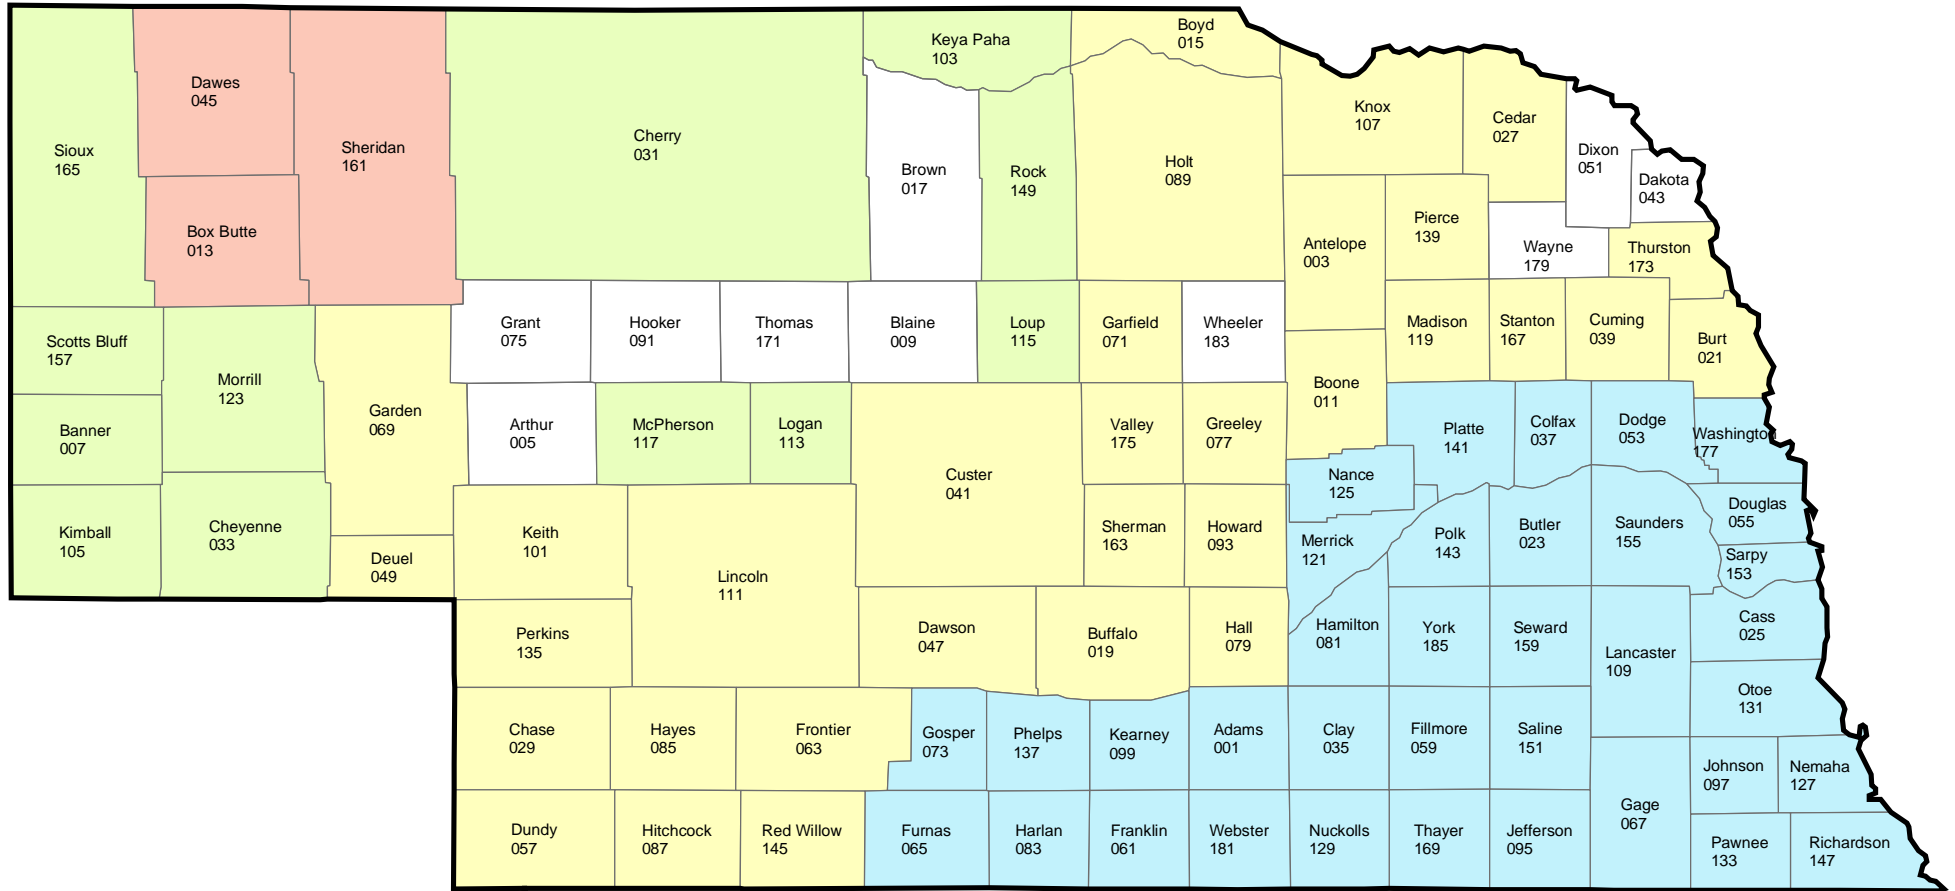 Boyd
015
Keya Paha
103
Dawes
045
Knox
107
Cedar
027
Cherry
031
Sheridan
161
Sioux
165
Dixon
051
Brown
017
Rock
149
Holt
089
Dakota
043
Pierce
139
Box Butte
013
Antelope
003
Wayne
179
Thurston
173
Grant
075
Hooker
091
Thomas
171
Blaine
009
Loup
115
Garfield
071
Wheeler
183
Madison
119
Stanton
167
Cuming
039
Scotts Bluff
157
Burt
021
Morrill
123
Boone
011
Garden
069
Banner
007
Arthur
005
McPherson
117
Logan
113
Valley
175
Greeley
077
Platte
141
Colfax
037
Dodge
053
Washington
177
Custer
041
Nance
125
Kimball
105
Cheyenne
033
Keith
101
Sherman
163
Howard
093
Merrick
121
Polk
143
Butler
023
Saunders
155
Douglas
055
Sarpy
153
Deuel
049
Lincoln
111
Perkins
135
Dawson
047
Buffalo
019
Hall
079
Hamilton
081
York
185
Seward
159
Cass
025
Lancaster
109
Otoe
131
Chase
029
Hayes
085
Frontier
063
Gosper
073
Phelps
137
Kearney
099
Adams
001
Clay
035
Fillmore
059
Saline
151
Johnson
097
Nemaha
127
Gage
067
Dundy
057
Hitchcock
087
Red Willow
145
Furnas
065
Harlan
083
Franklin
061
Webster
181
Nuckolls
129
Thayer
169
Jefferson
095
Pawnee
133
Richardson
147